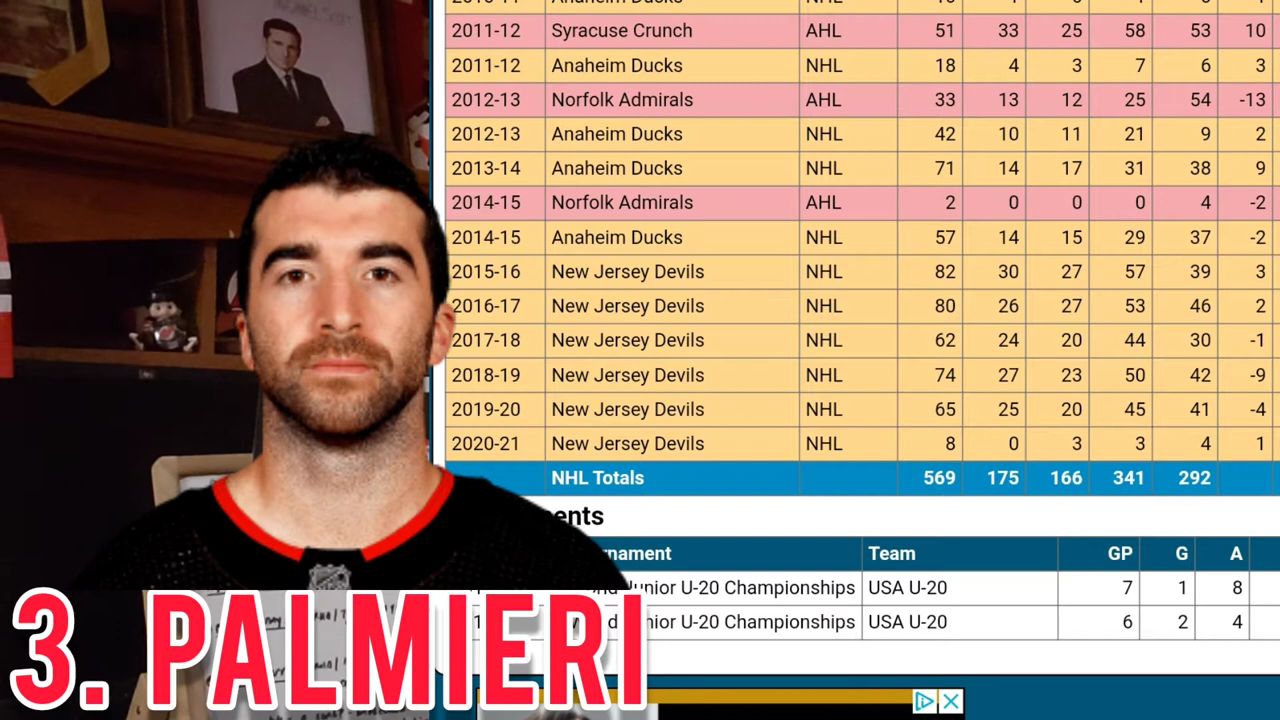 2011-12 Syracuse Crunch AHL 51 33 25 58 53 10
2011-12 Anaheim Ducks NHL 18 4 3 7 6 3
2012-13 Norfolk Admirals AHL 33 13 12 25 54 -13
2012-13 Anaheim Ducks NHL 42 10 11 21 9 2
2013-14 Anaheim Ducks NHL 71 14 17 31 38 9
2014-15 Norfolk Admirals AHL 2 0 0 0 4 -2
2014-15 Anaheim Ducks NHL 57 14 15 29 37 -2
2015-16 New Jersey Devils NHL 82 30 27 57 39 3
2016-17 New Jersey Devils NHL 80 26 27 53 46 2
2017-18 New Jersey Devils NHL 62 24 20 44 30 -1
2018-19 New Jersey Devils NHL 74 27 23 50 42 -9
2019-20 New Jersey Devils NHL 65 25 20 45 41 -4
2020-21 New Jersey Devils NHL 8 0 3 3 4 1
NHL Totals 569 175 166 341 292
ents
nament Team GP G A
Junior U-20 Championships USA U-20 7 1 8
nior U-20 Championships USA U-20 6 2 4
3. PALMIERI